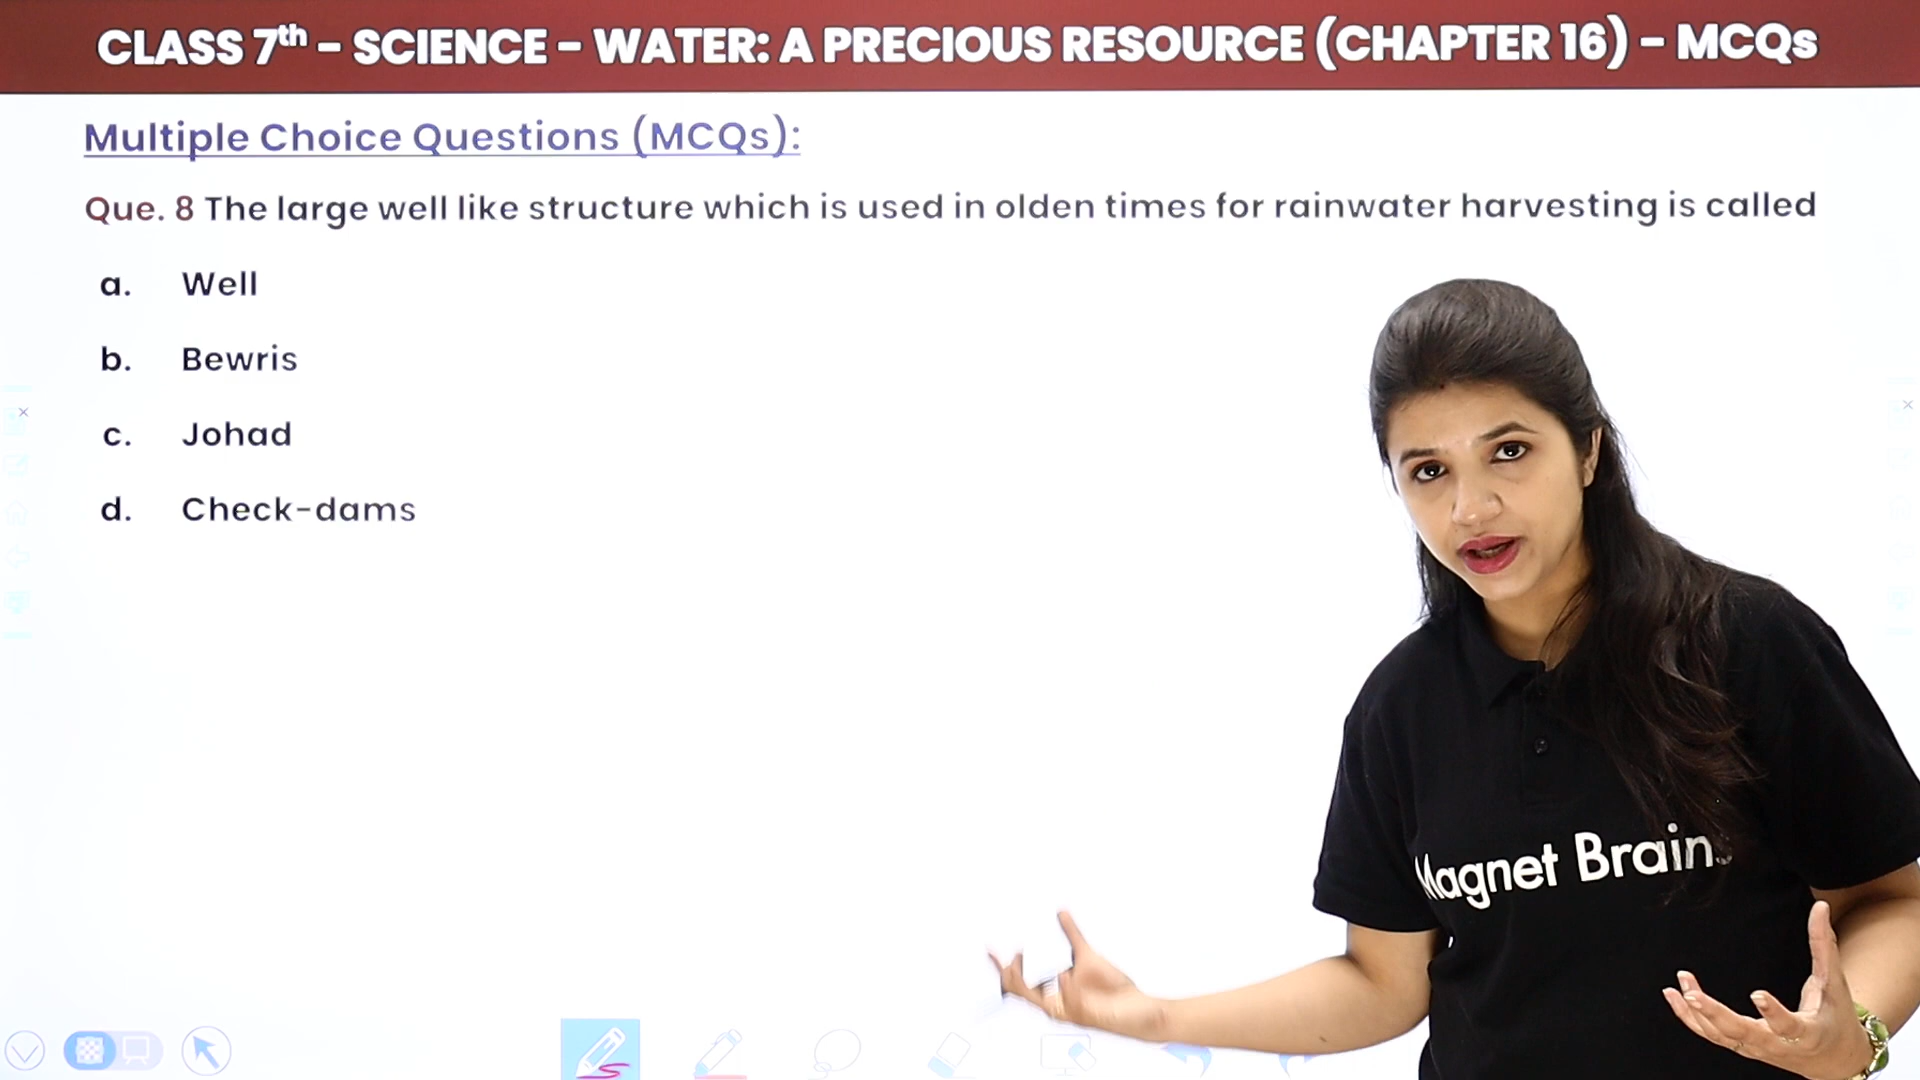 CLASS 7th - SCIENCE - WATER: A PRECIOUS RESOURCE (CHAPTER 16) - MCQs
Multiple Choice Questions (MCQs):
Que. 8 The large well like structure which is used in olden times for rainwater harvesting is called
a. Well
b. Bewris
c. Johad
d. Check-dams
Magnet Brains